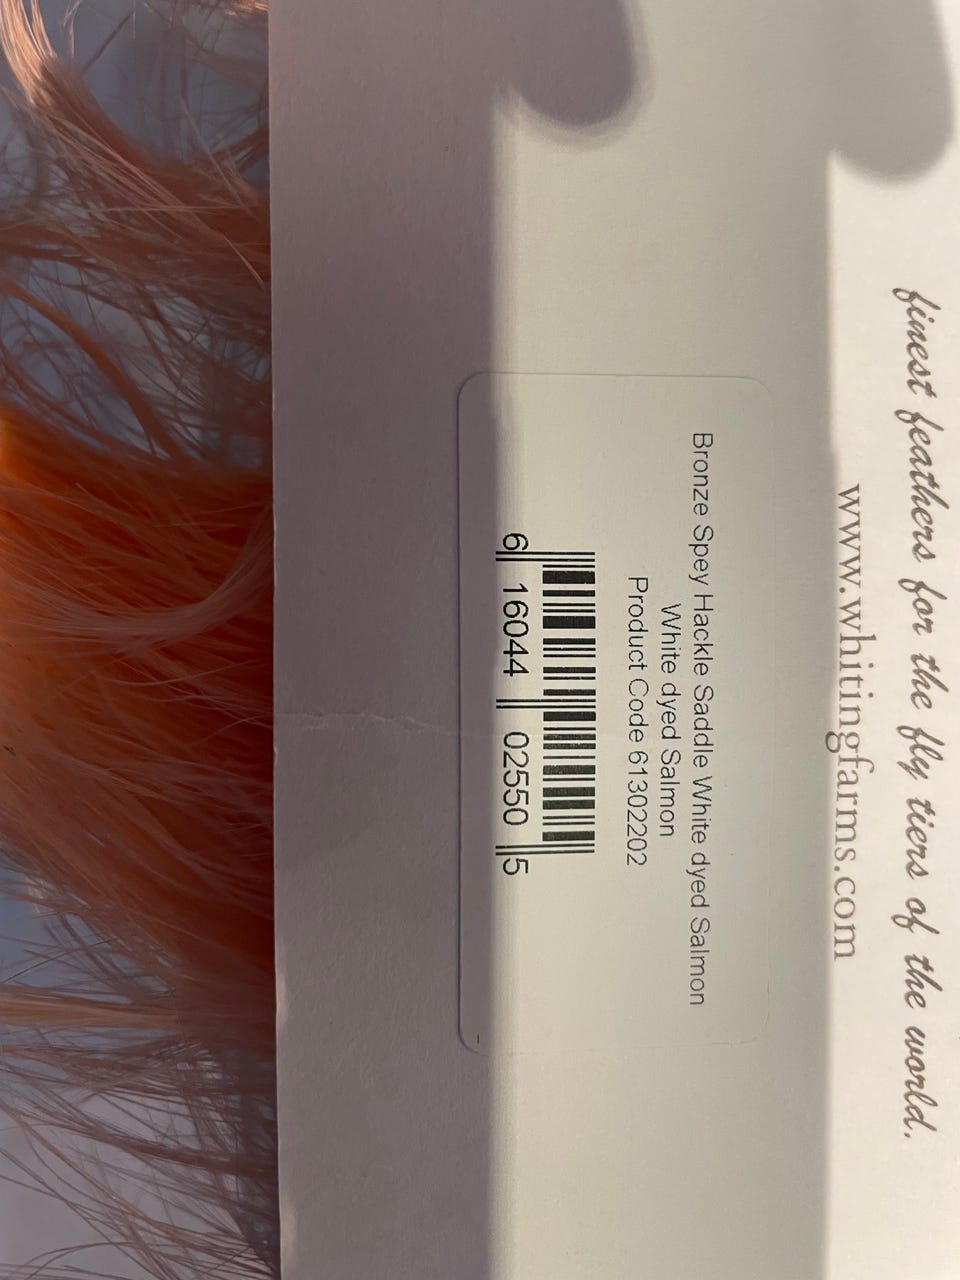 finest feathers for the fly tiers of the world.
www.whitingfarms.com
Bronze Spey Hackle Saddle White dyed Salmon
White dyed Salmon
Product Code 61302202
6 16044 02550 5